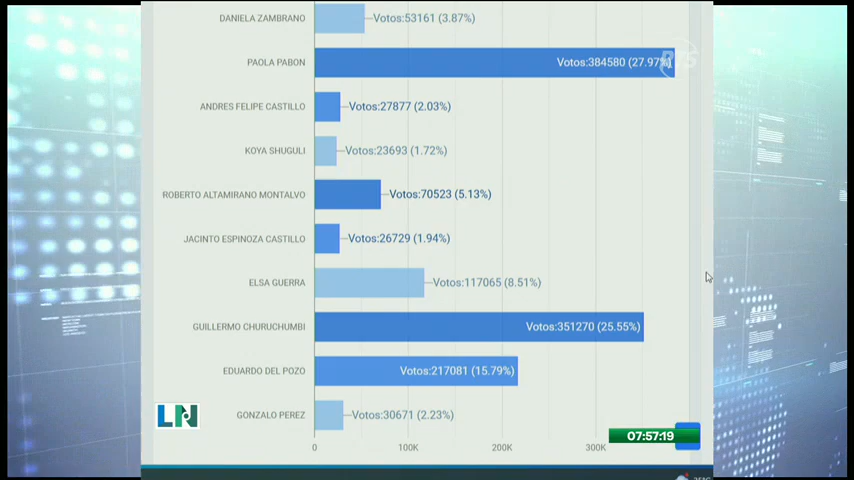 DANIELA ZAMBRANO Votos:53161 (3.87%)
PAOLA PABON Votos:384580 (27.97%)
RTS
ANDRES FELIPE CASTILLO Votos:27877 (2.03%)
KOYA SHUGULI Votos:23693 (1.72%)
ROBERTO ALTAMIRANO MONTALVO Votos:70523 (5.13%)
JACINTO ESPINOZA CASTILLO Votos:26729 (1.94%)
ELSA GUERRA Votos:117065 (8.51%)
GUILLERMO CHURUCHUMBI Votos:351270 (25.55%)
EDUARDO DEL POZO Votos:217081 (15.79%)
GONZALO PEREZ Votos:30671 (2.23%)
LN
07:57:19
0 100K 200K 300K